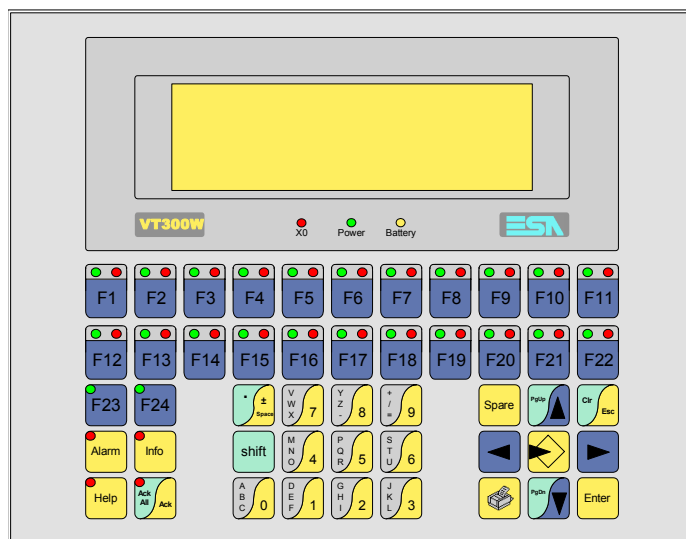 VT300W
X0 Power Battery
ESA
F1 F2 F3 F4 F5 F6 F7 F8 F9 F10 F11
F12 F13 F14 F15 F16 F17 F18 F19 F20 F21 F22
F23 F24
. ± Space
V W X 7
Y Z - 8
+ / = 9
Spare
PgUp
Clr Esc
Alarm Info
shift
M N O 4
P Q R 5
S T U 6
Help
Ack All Ack
A B C 0
D E F 1
G H I 2
J K L 3
PgDn
Enter